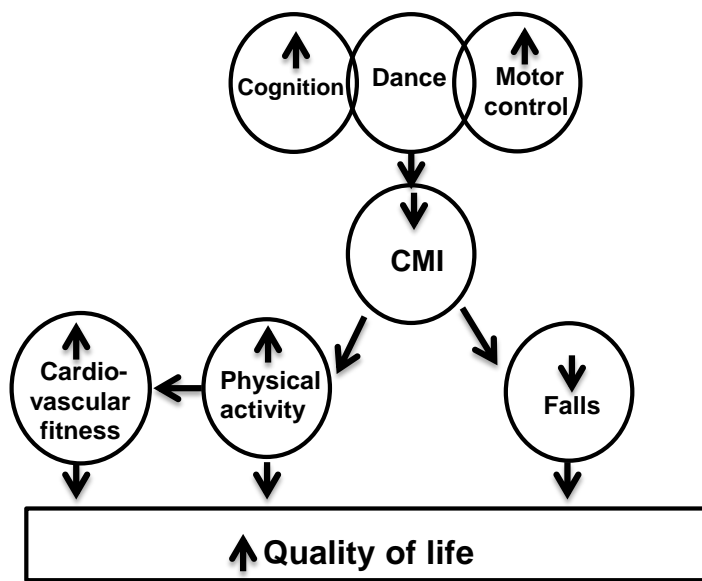 Cognition
Dance
Motor
control
CMI
Cardio-
vascular
fitness
Physical
activity
Falls
Quality of life